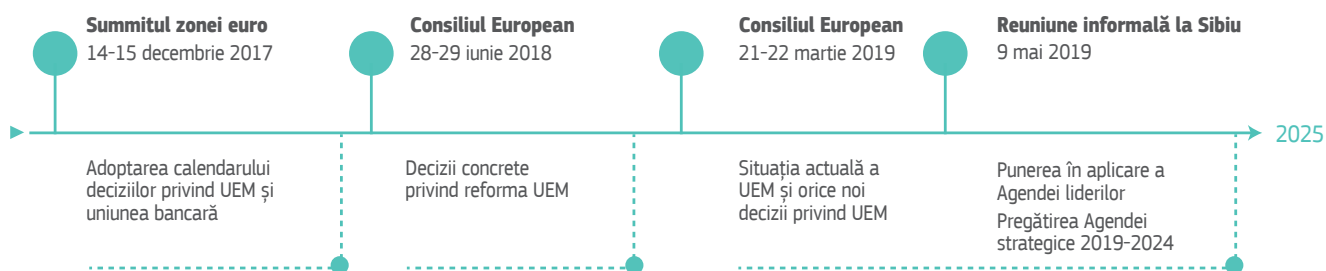 Summitul zonei euro
14-15 decembrie 2017
Consiliul European
28-29 iunie 2018
Consiliul European
21-22 martie 2019
Reuniune informală la Sibiu
9 mai 2019
2025
Adoptarea calendarului
deciziilor privind UEM și
uniunea bancară
Decizii concrete
privind reforma UEM
Situația actuală a
UEM și orice noi
decizii privind UEM
Punerea în aplicare a
Agendei liderilor
Pregătirea Agendei
strategice 2019-2024